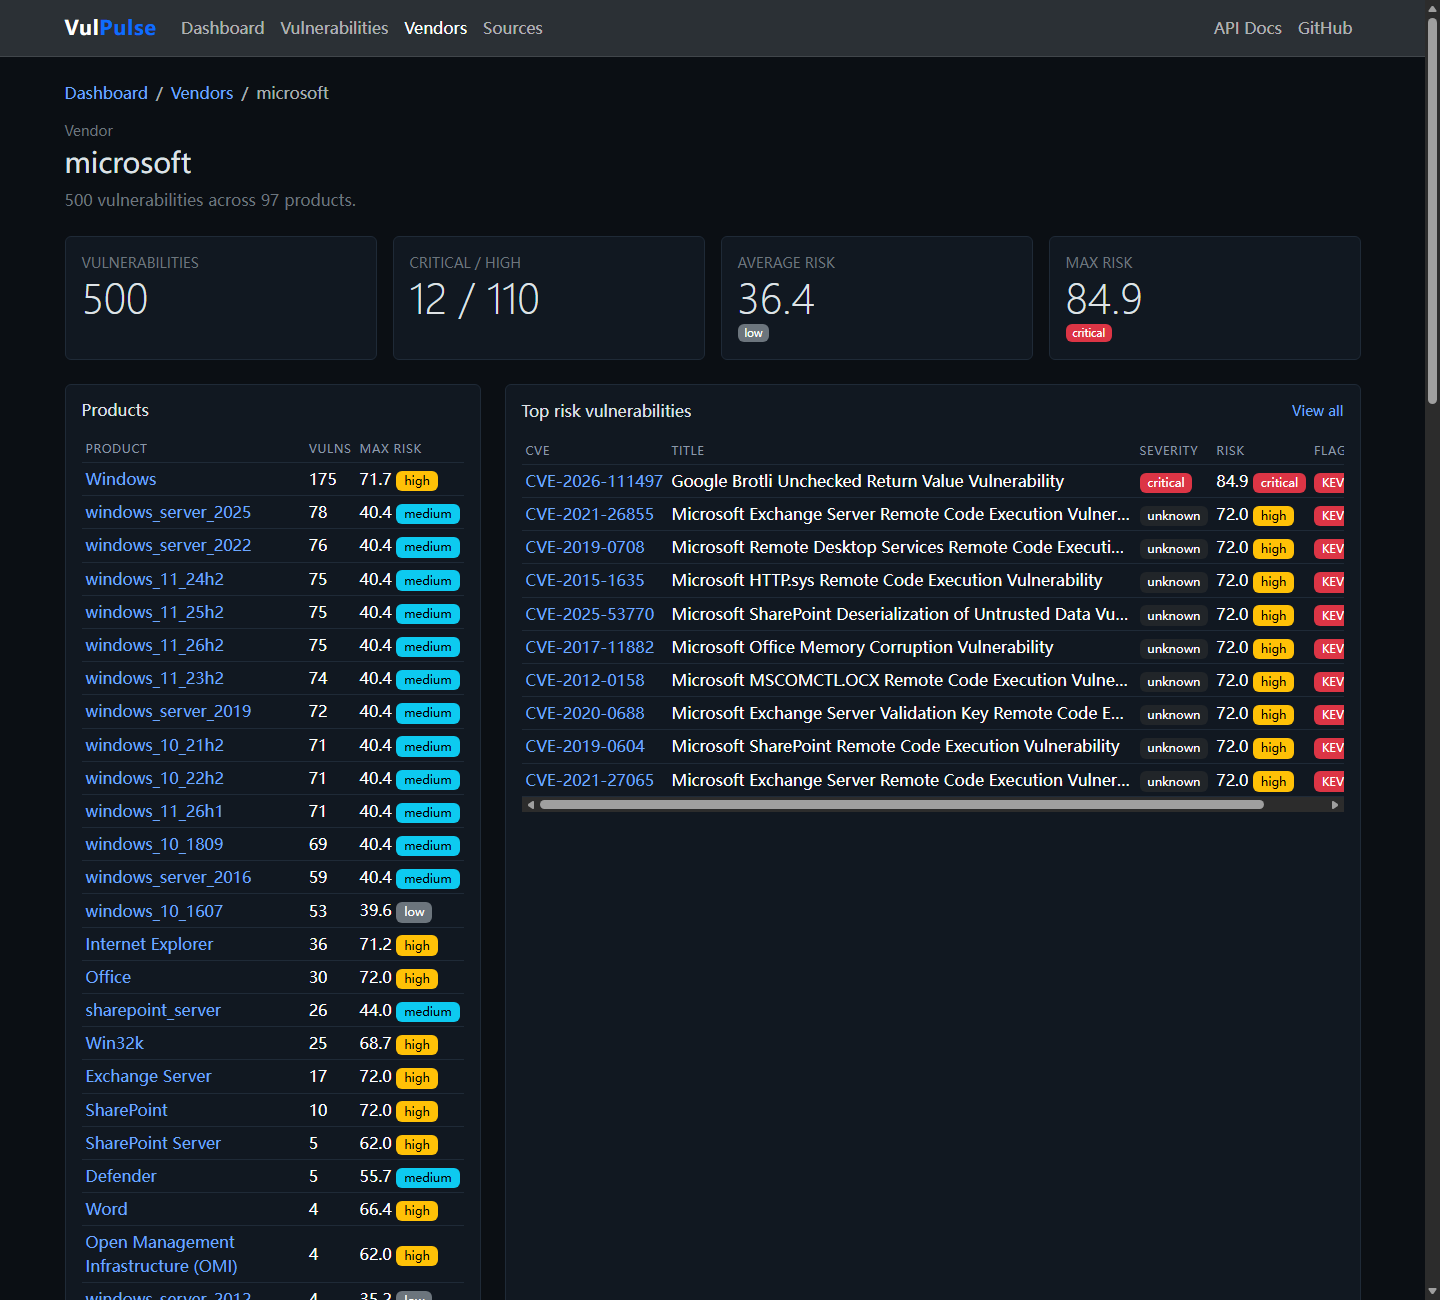 VulPulse Dashboard Vulnerabilities Vendors Sources API Docs GitHub
Dashboard / Vendors / microsoft
Vendor
microsoft
500 vulnerabilities across 97 products.
VULNERABILITIES
500
CRITICAL / HIGH
12 / 110
AVERAGE RISK
36.4
low
MAX RISK
84.9
critical
Products
PRODUCT VULNS MAX RISK
Windows 175 71.7 high
windows_server_2025 78 40.4 medium
windows_server_2022 76 40.4 medium
windows_11_24h2 75 40.4 medium
windows_11_25h2 75 40.4 medium
windows_11_26h2 75 40.4 medium
windows_11_23h2 74 40.4 medium
windows_server_2019 72 40.4 medium
windows_10_21h2 71 40.4 medium
windows_10_22h2 71 40.4 medium
windows_11_26h1 71 40.4 medium
windows_10_1809 69 40.4 medium
windows_server_2016 59 40.4 medium
windows_10_1607 53 39.6 low
Internet Explorer 36 71.2 high
Office 30 72.0 high
sharepoint_server 26 44.0 medium
Win32k 25 68.7 high
Exchange Server 17 72.0 high
SharePoint 10 72.0 high
SharePoint Server 5 62.0 high
Defender 5 55.7 medium
Word 4 66.4 high
Open Management
Infrastructure (OMI) 4 62.0 high
windows_server_2012 4 35.2 low
Top risk vulnerabilities View all
CVE TITLE SEVERITY RISK FLAG
CVE-2026-111497 Google Brotli Unchecked Return Value Vulnerability critical 84.9 critical KEV
CVE-2021-26855 Microsoft Exchange Server Remote Code Execution Vulner... unknown 72.0 high KEV
CVE-2019-0708 Microsoft Remote Desktop Services Remote Code Executi... unknown 72.0 high KEV
CVE-2015-1635 Microsoft HTTP.sys Remote Code Execution Vulnerability unknown 72.0 high KEV
CVE-2025-53770 Microsoft SharePoint Deserialization of Untrusted Data Vu... unknown 72.0 high KEV
CVE-2017-11882 Microsoft Office Memory Corruption Vulnerability unknown 72.0 high KEV
CVE-2012-0158 Microsoft MSCOMCTL.OCX Remote Code Execution Vulne... unknown 72.0 high KEV
CVE-2020-0688 Microsoft Exchange Server Validation Key Remote Code E... unknown 72.0 high KEV
CVE-2019-0604 Microsoft SharePoint Remote Code Execution Vulnerability unknown 72.0 high KEV
CVE-2021-27065 Microsoft Exchange Server Remote Code Execution Vulner... unknown 72.0 high KEV